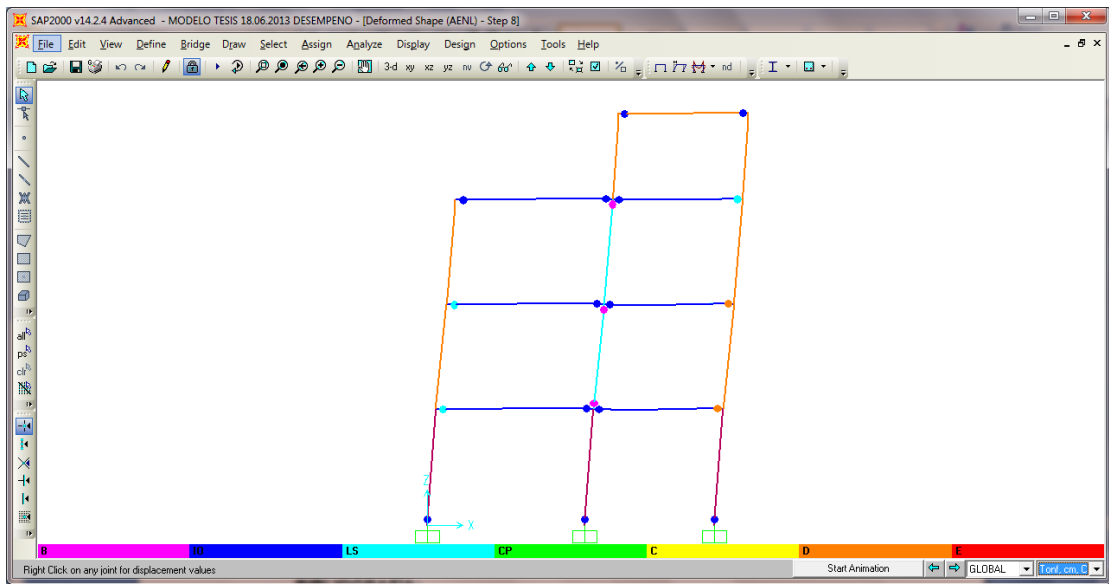 SAP2000 v14.2.4 Advanced - MODELO TESIS 18.06.2013 DESEMPENO - [Deformed Shape (AENL) - Step 8]
File Edit View Define Bridge Draw Select Assign Analyze Display Design Options Tools Help
3-d xy xz yz nv nd
all
ps
clr
Z
X
B IO LS CP C D E
Right Click on any joint for displacement values Start Animation GLOBAL Tonf, cm, C